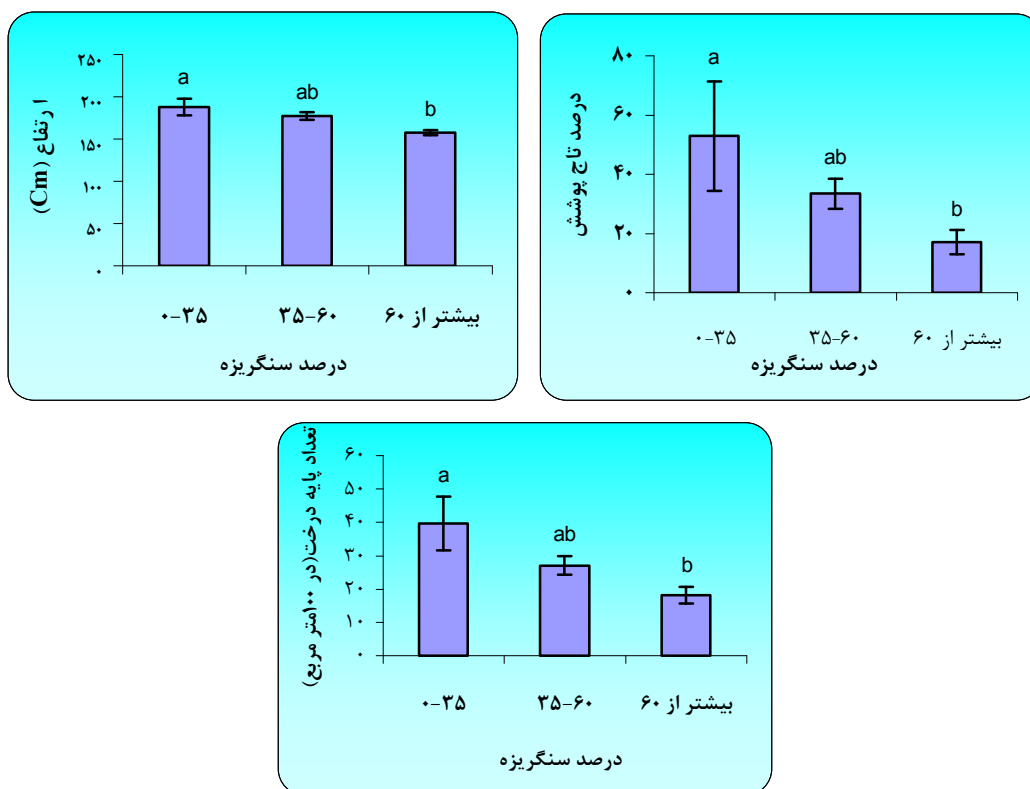 ارتفاع (Cm)
۲۵۰
۲۰۰
۱۵۰
۱۰۰
۵۰
۰
a
ab
b
۰-۳۵
۳۵-۶۰
بیشتر از ۶۰
درصد سنگریزه
درصد تاج پوشش
۸۰
۶۰
۴۰
۲۰
۰
a
ab
b
۰-۳۵
۳۵-۶۰
بیشتر از ۶۰
درصد سنگریزه
تعداد پایه درخت(در ۱۰۰متر مربع)
۶۰
۵۰
۴۰
۳۰
۲۰
۱۰
۰
a
ab
b
۰-۳۵
۳۵-۶۰
بیشتر از ۶۰
درصد سنگریزه